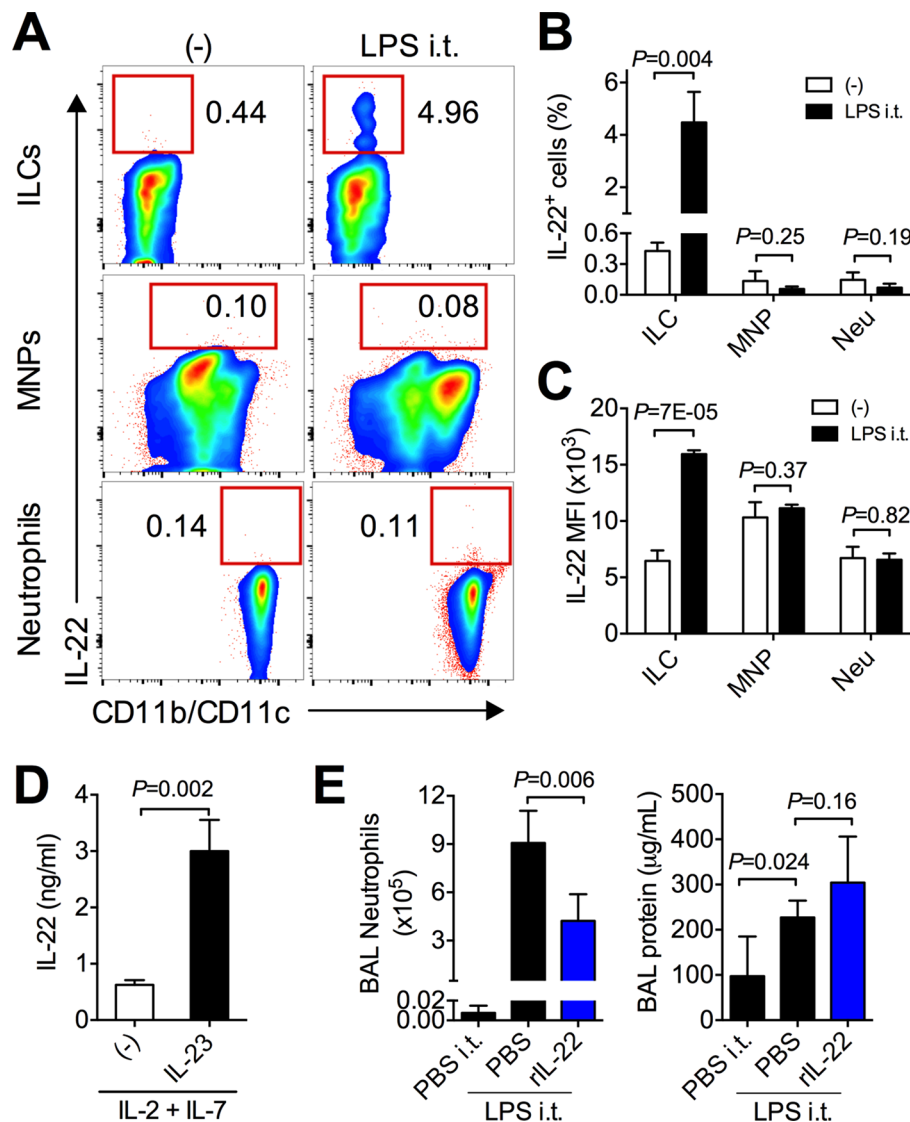 A
(-)
LPS i.t.
ILCs
0.44
4.96
MNPs
0.10
0.08
Neutrophils
0.14
0.11
IL-22
CD11b/CD11c
B
P=0.004
(-)
LPS i.t.
IL-22+ cells (%)
6
4
2
0.6
0.3
0.0
P=0.25
P=0.19
ILC
MNP
Neu
C
(-)
LPS i.t.
IL-22 MFI (x10³)
20
15
10
5
0
P=7E-05
P=0.37
P=0.82
ILC
MNP
Neu
D
P=0.002
IL-22 (ng/ml)
4
3
2
1
0
(-)
IL-23
IL-2 + IL-7
E
P=0.006
BAL Neutrophils
(x10⁵)
12
9
6
3
0.02
0.00
PBS i.t.
PBS
rIL-22
LPS i.t.
P=0.16
P=0.024
BAL protein (μg/mL)
500
400
300
200
100
0
PBS i.t
PBS
rIL-22
LPS i.t.